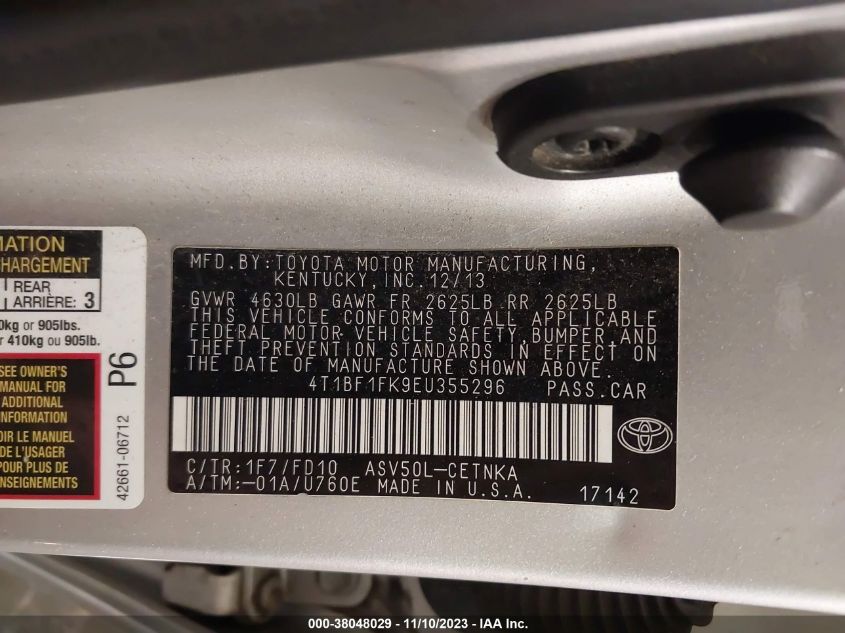 MATION
CHARGEMENT
REAR
ARRIÈRE: 3
0kg or 905lbs.
r 410kg ou 905lb.
SEE OWNER'S
MANUAL FOR
ADDITIONAL
INFORMATION
OIR LE MANUEL
DE L'USAGER
POUR PLUS DE
RENSEIGNEMENTS
P6
42661-06712
MFD.BY:TOYOTA MOTOR MANUFACTURING,
KENTUCKY, INC.12/13
GVWR 4630LB GAWR FR 2625LB RR 2625LB
THIS VEHICLE CONFORMS TO ALL APPLICABLE
FEDERAL MOTOR VEHICLE SAFETY,BUMPER,AND
THEFT PREVENTION STANDARDS IN EFFECT ON
THE DATE OF MANUFACTURE SHOWN ABOVE.
4T1BF1FK9EU355296 PASS.CAR
C/TR:1F7/FD10 ASV50L-CETNKA
A/TM:-01A/U760E MADE IN U.S.A. 17142
000-38048029 - 11/10/2023 - IAA Inc.